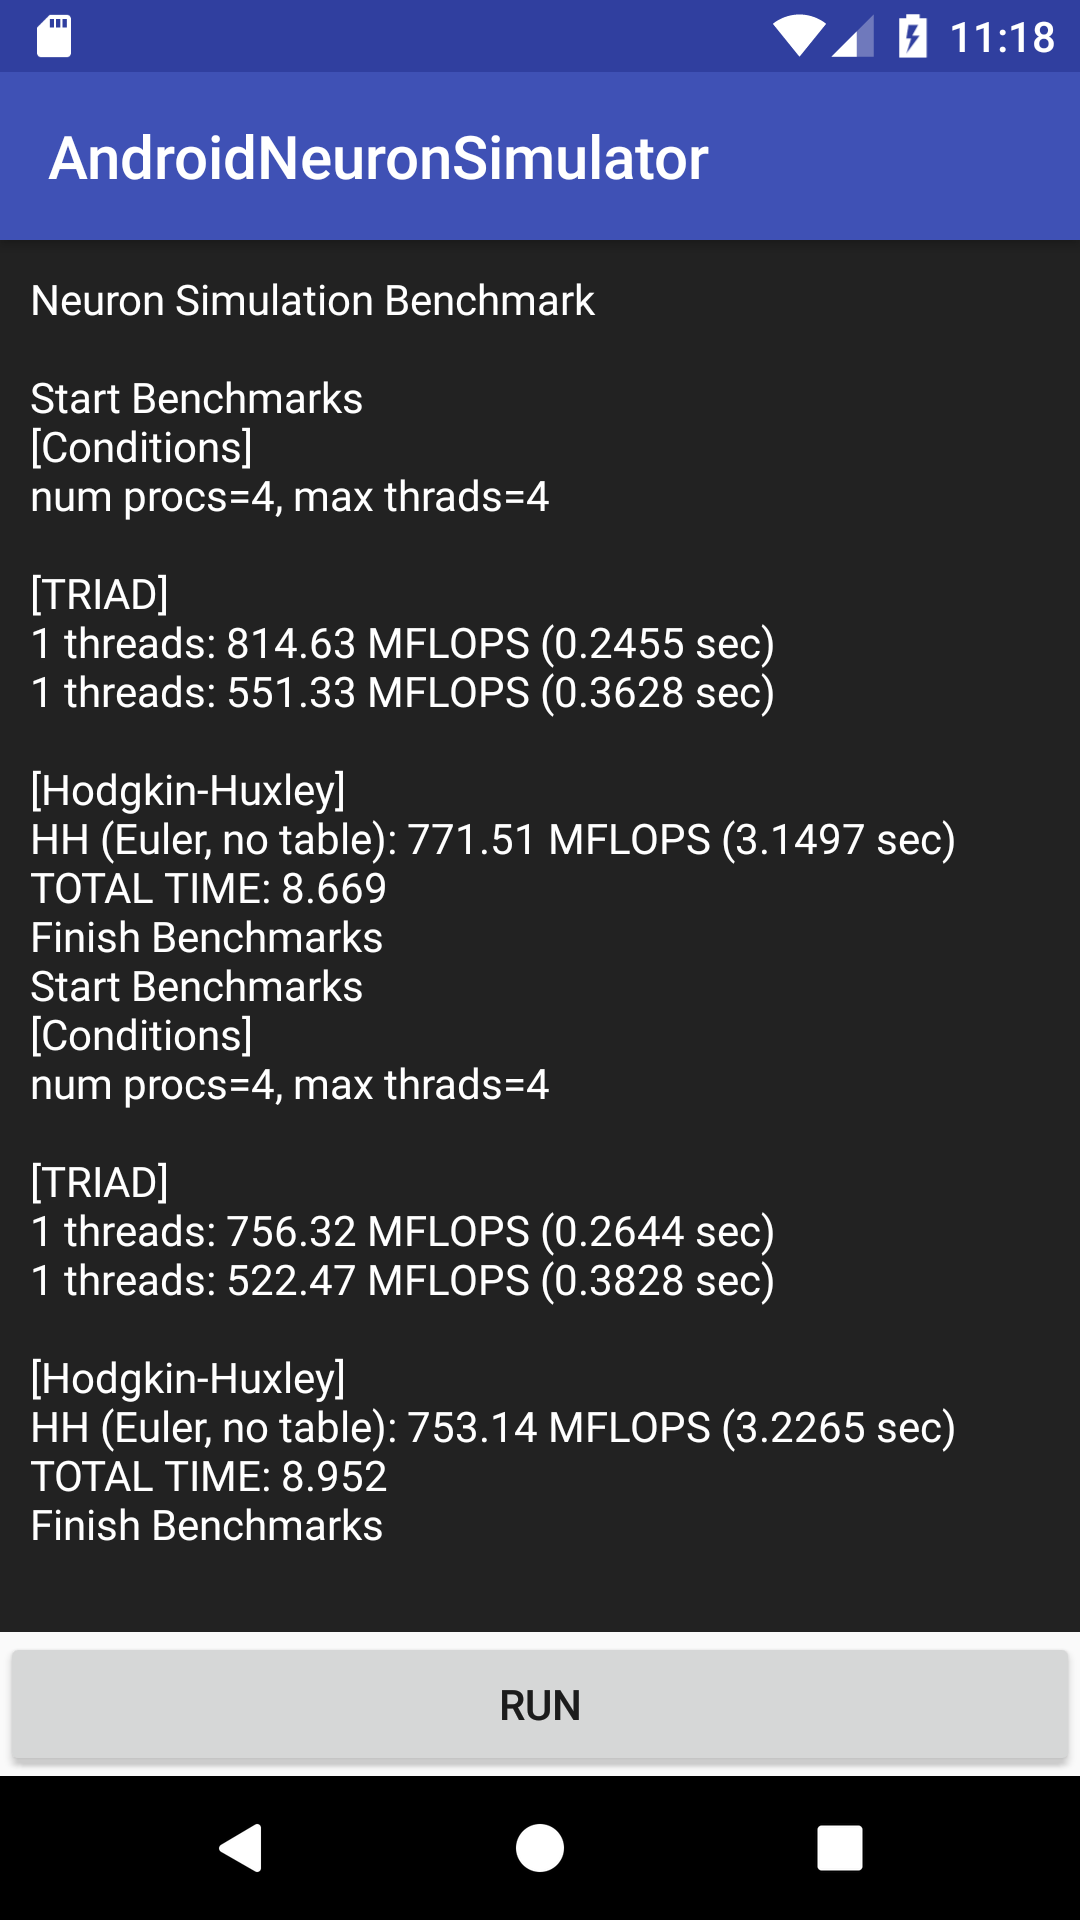 11:18
AndroidNeuronSimulator
Neuron Simulation Benchmark
Start Benchmarks
[Conditions]
num procs=4, max thrads=4
[TRIAD]
1 threads: 814.63 MFLOPS (0.2455 sec)
1 threads: 551.33 MFLOPS (0.3628 sec)
[Hodgkin-Huxley]
HH (Euler, no table): 771.51 MFLOPS (3.1497 sec)
TOTAL TIME: 8.669
Finish Benchmarks
Start Benchmarks
[Conditions]
num procs=4, max thrads=4
[TRIAD]
1 threads: 756.32 MFLOPS (0.2644 sec)
1 threads: 522.47 MFLOPS (0.3828 sec)
[Hodgkin-Huxley]
HH (Euler, no table): 753.14 MFLOPS (3.2265 sec)
TOTAL TIME: 8.952
Finish Benchmarks
RUN